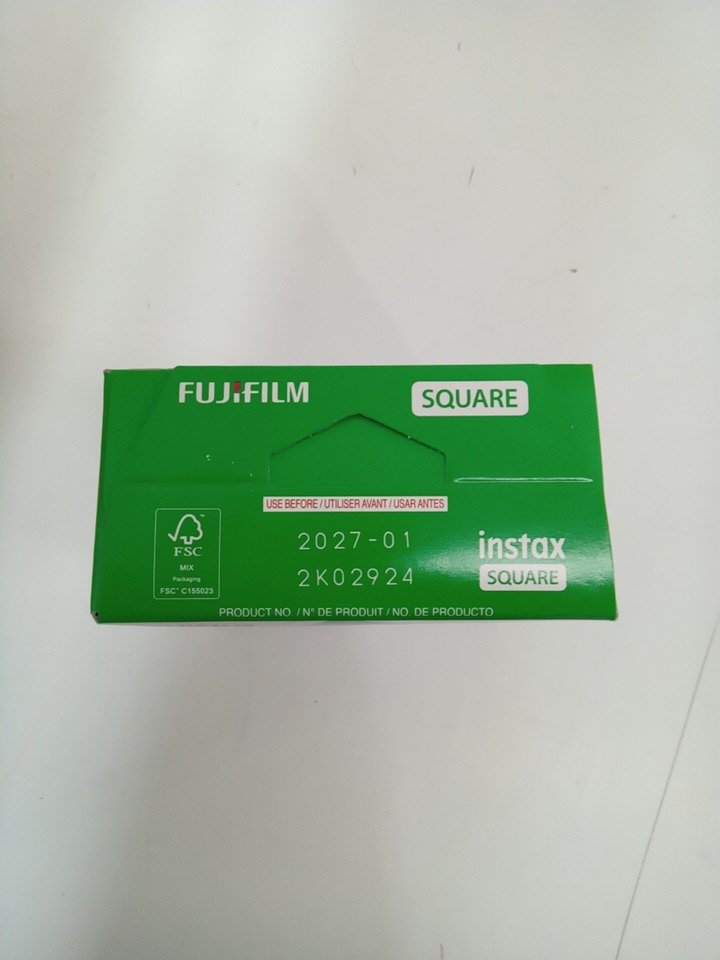 FUJIFILM
SQUARE
USE BEFORE / UTILISER AVANT / USAR ANTES
2027-01
2K02924
FSC
MIX
Packaging
FSC™ C155023
instax
SQUARE
PRODUCT NO. / N° DE PRODUIT / NO. DE PRODUCTO